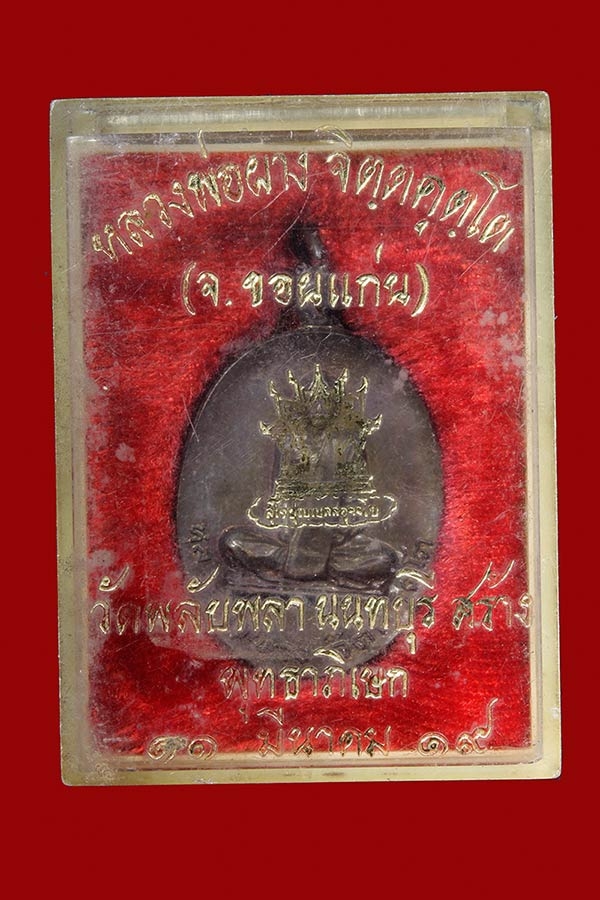 หลวงพ่อผาง จิตฺตคุตฺโต
(จ.ขอนแก่น)
วัดพลับพลา นนทบุรี สร้าง
พุทธาภิเษก
๓๑ มีนาคม ๑๙